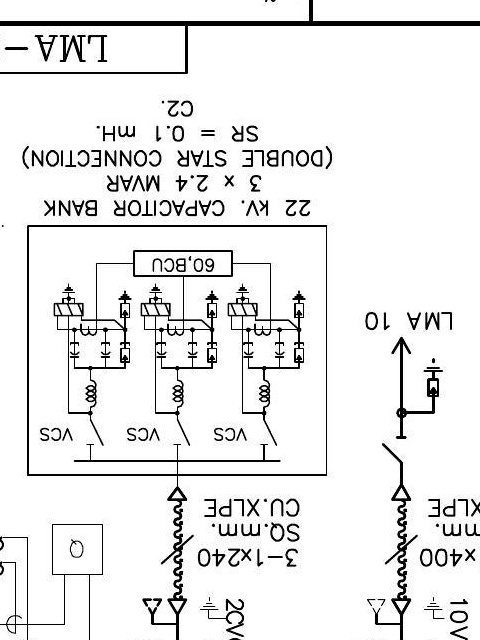 10V
2CV
x400
mm.
XLPE
LMA 10
3-1x240
SQ.mm.
CU.XLPE
Q
VCS VCS VCS
60,BCU
22 kV. CAPACITOR BANK
3 x 2.4 MVAR
(DOUBLE STAR CONNECTION)
SR = 0.1 mH.
C2.
LMA-